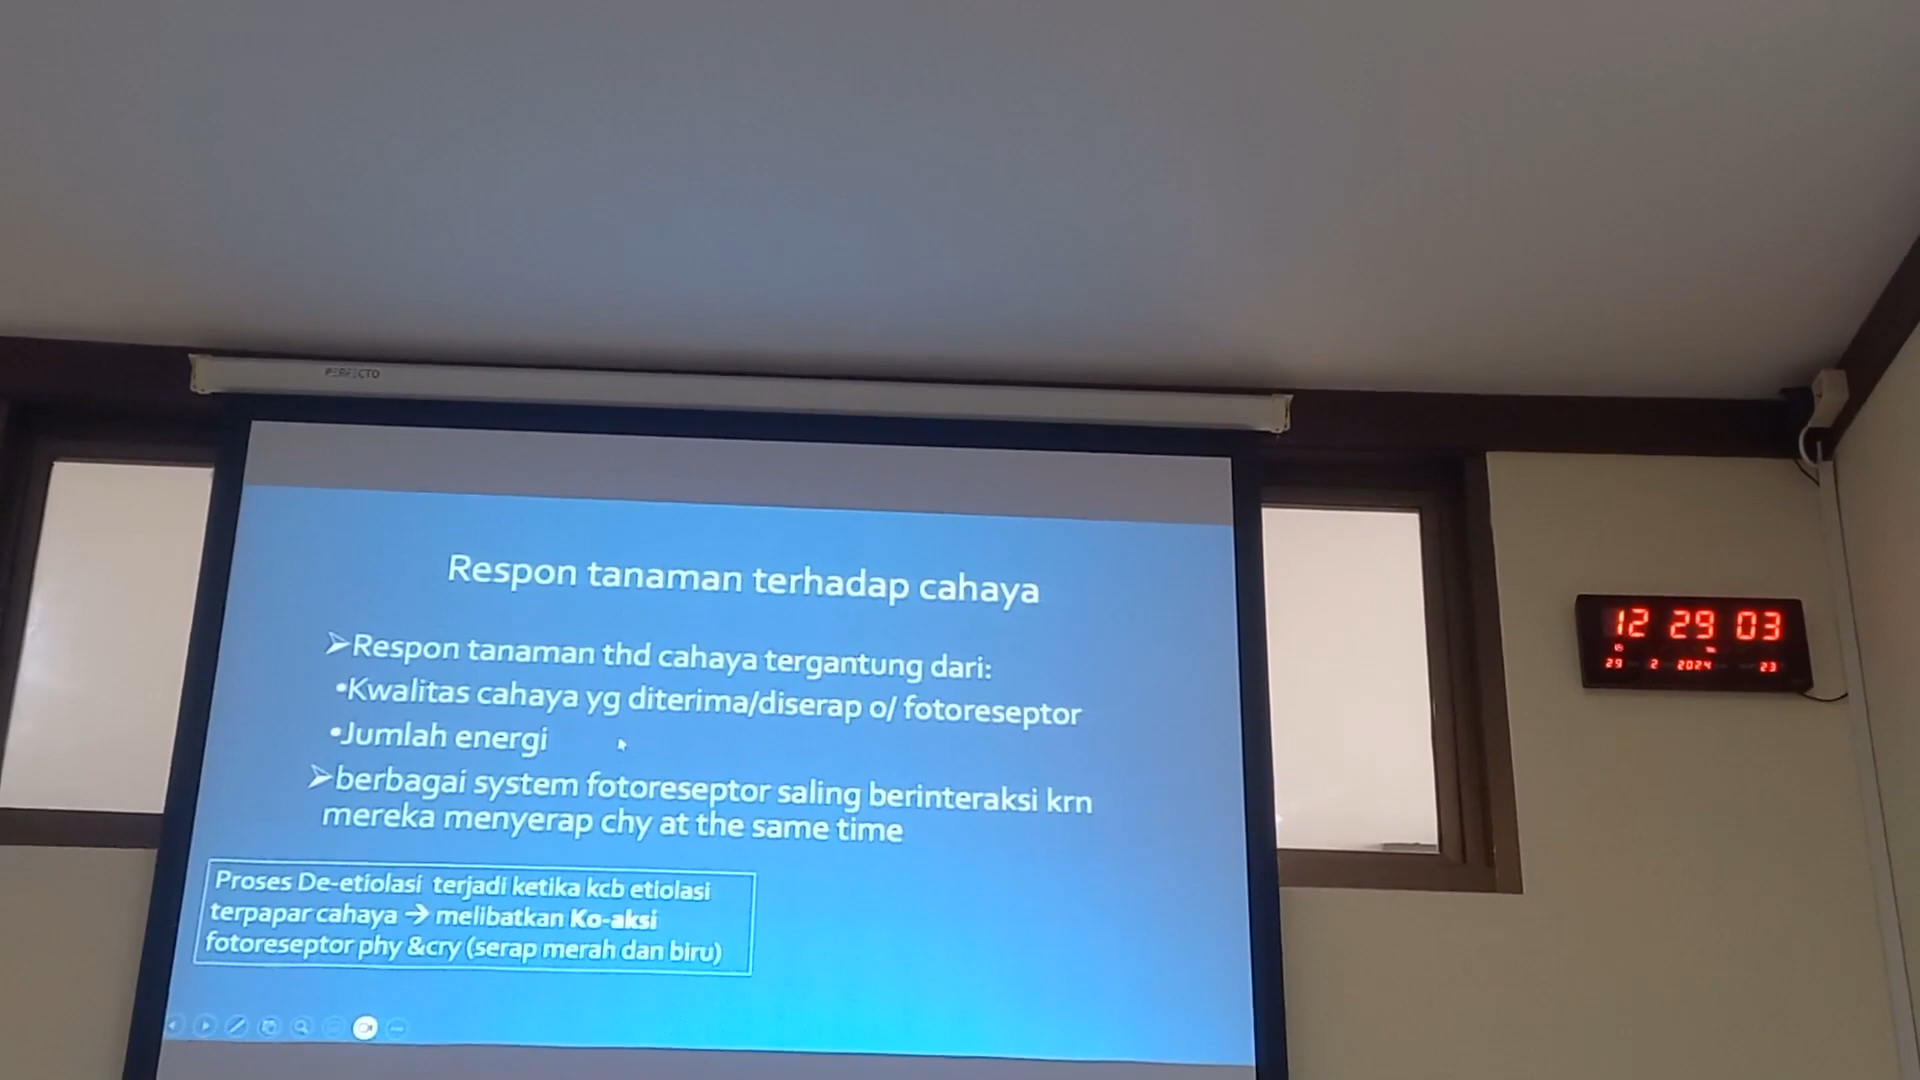 PERFECTO
Respon tanaman terhadap cahaya
➢Respon tanaman thd cahaya tergantung dari:
•Kwalitas cahaya yg diterima/diserap o/ fotoreseptor
•Jumlah energi
➢berbagai system fotoreseptor saling berinteraksi krn
mereka menyerap chy at the same time
Proses De-etiolasi terjadi ketika kcb etiolasi
terpapar cahaya → melibatkan Ko-aksi
fotoreseptor phy &cry (serap merah dan biru)
12 29 03
29 2 2024 23